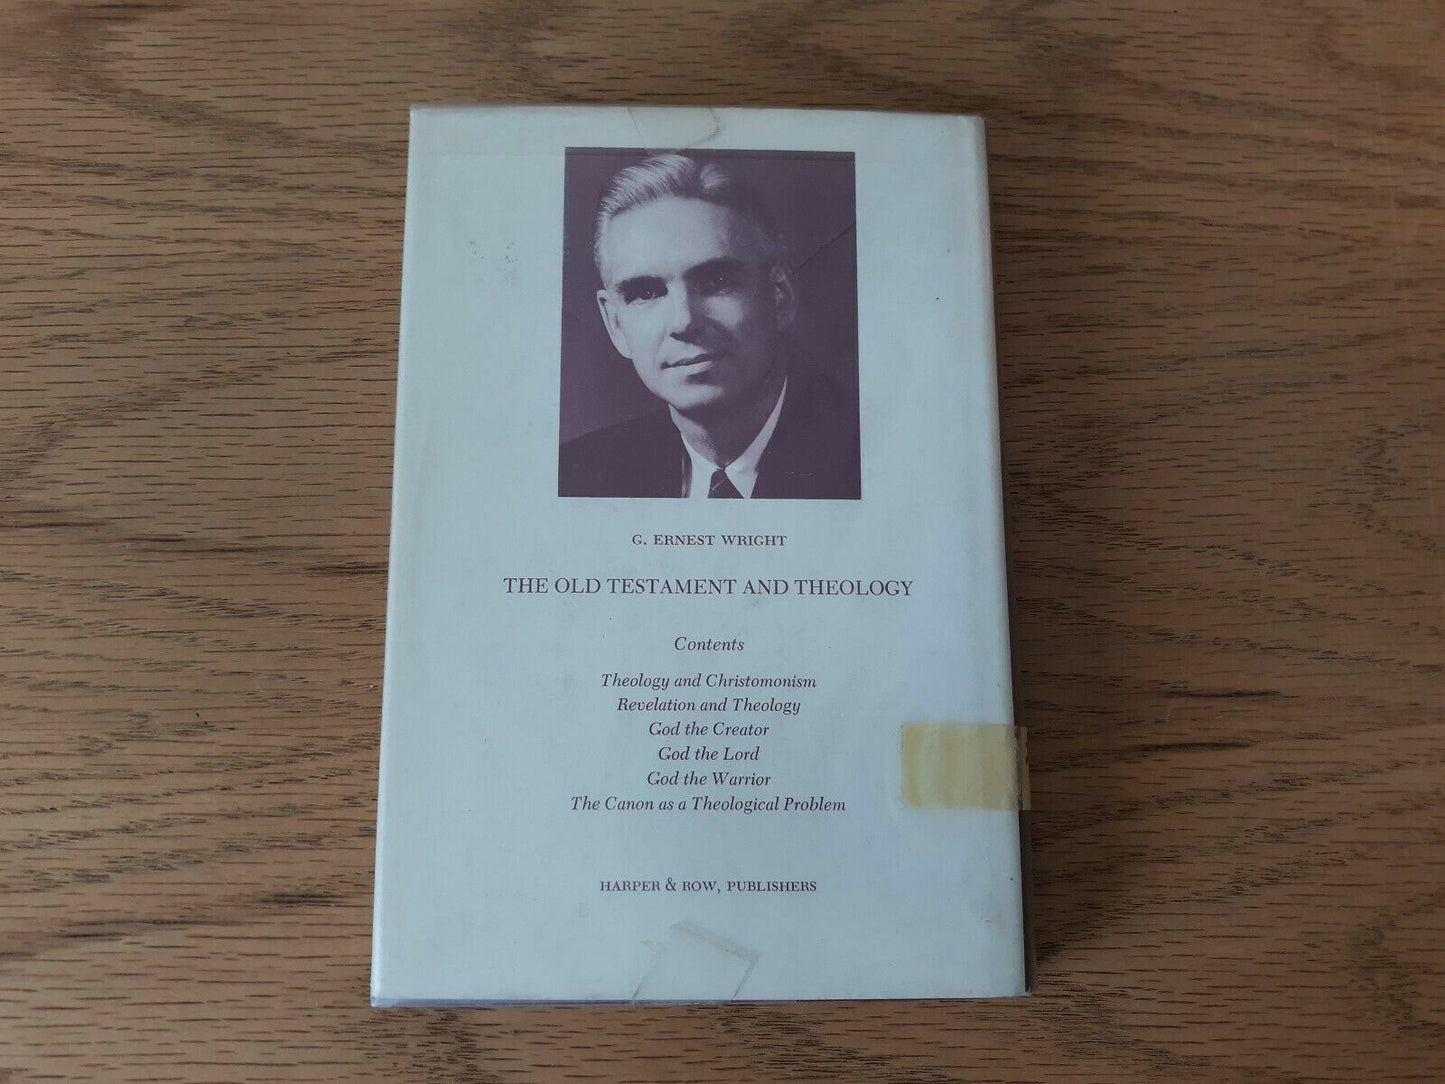 G. ERNEST WRIGHT
THE OLD TESTAMENT AND THEOLOGY
Contents
Theology and Christomonism
Revelation and Theology
God the Creator
God the Lord
God the Warrior
The Canon as a Theological Problem
HARPER & ROW, PUBLISHERS